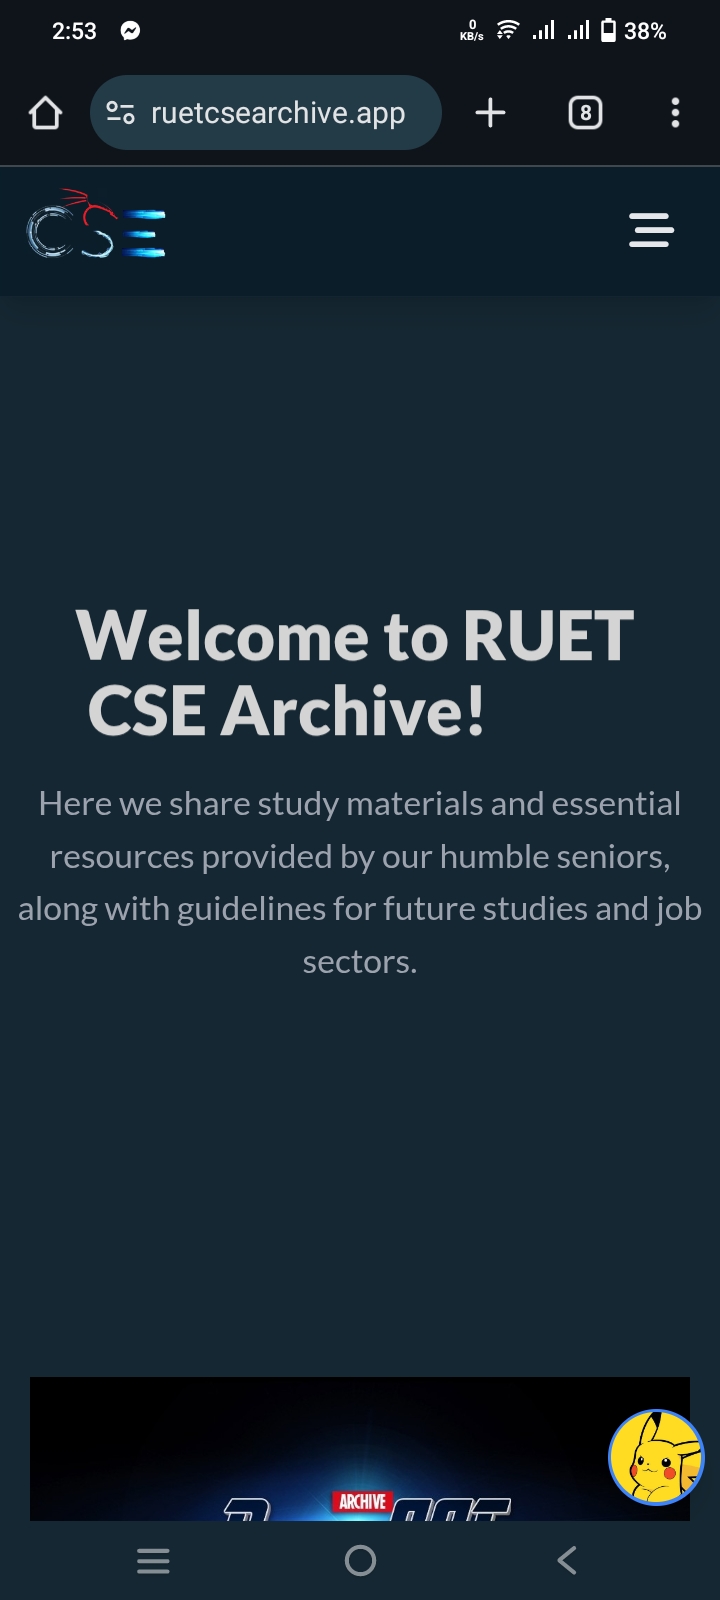 2:53
0
KB/s
38%
ruetcsearchive.app
8
CSE
Welcome to RUET
CSE Archive!
Here we share study materials and essential
resources provided by our humble seniors,
along with guidelines for future studies and job
sectors.
ARCHIVE